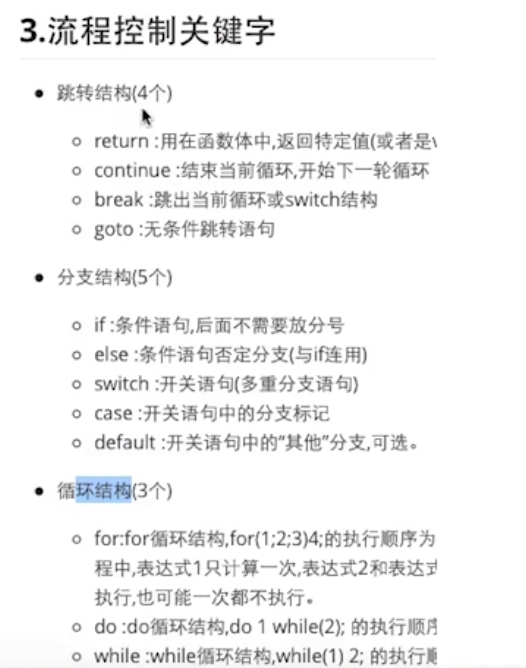 3.流程控制关键字
跳转结构(4个)
return :用在函数体中,返回特定值(或者是v
continue :结束当前循环,开始下一轮循环
break :跳出当前循环或switch结构
goto :无条件跳转语句
分支结构(5个)
if :条件语句,后面不需要放分号
else :条件语句否定分支(与if连用)
switch :开关语句(多重分支语句)
case :开关语句中的分支标记
default :开关语句中的“其他”分支,可选。
循环结构(3个)
for:for循环结构,for(1;2;3)4;的执行顺序为
程中,表达式1只计算一次,表达式2和表达式
执行,也可能一次都不执行。
do :do循环结构,do 1 while(2); 的执行顺序
while :while循环结构,while(1) 2; 的执行顺